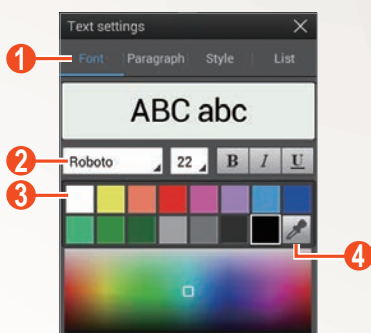 Text settings
1 Font Paragraph Style List
ABC abc
2 Roboto 22 B I U
3
4